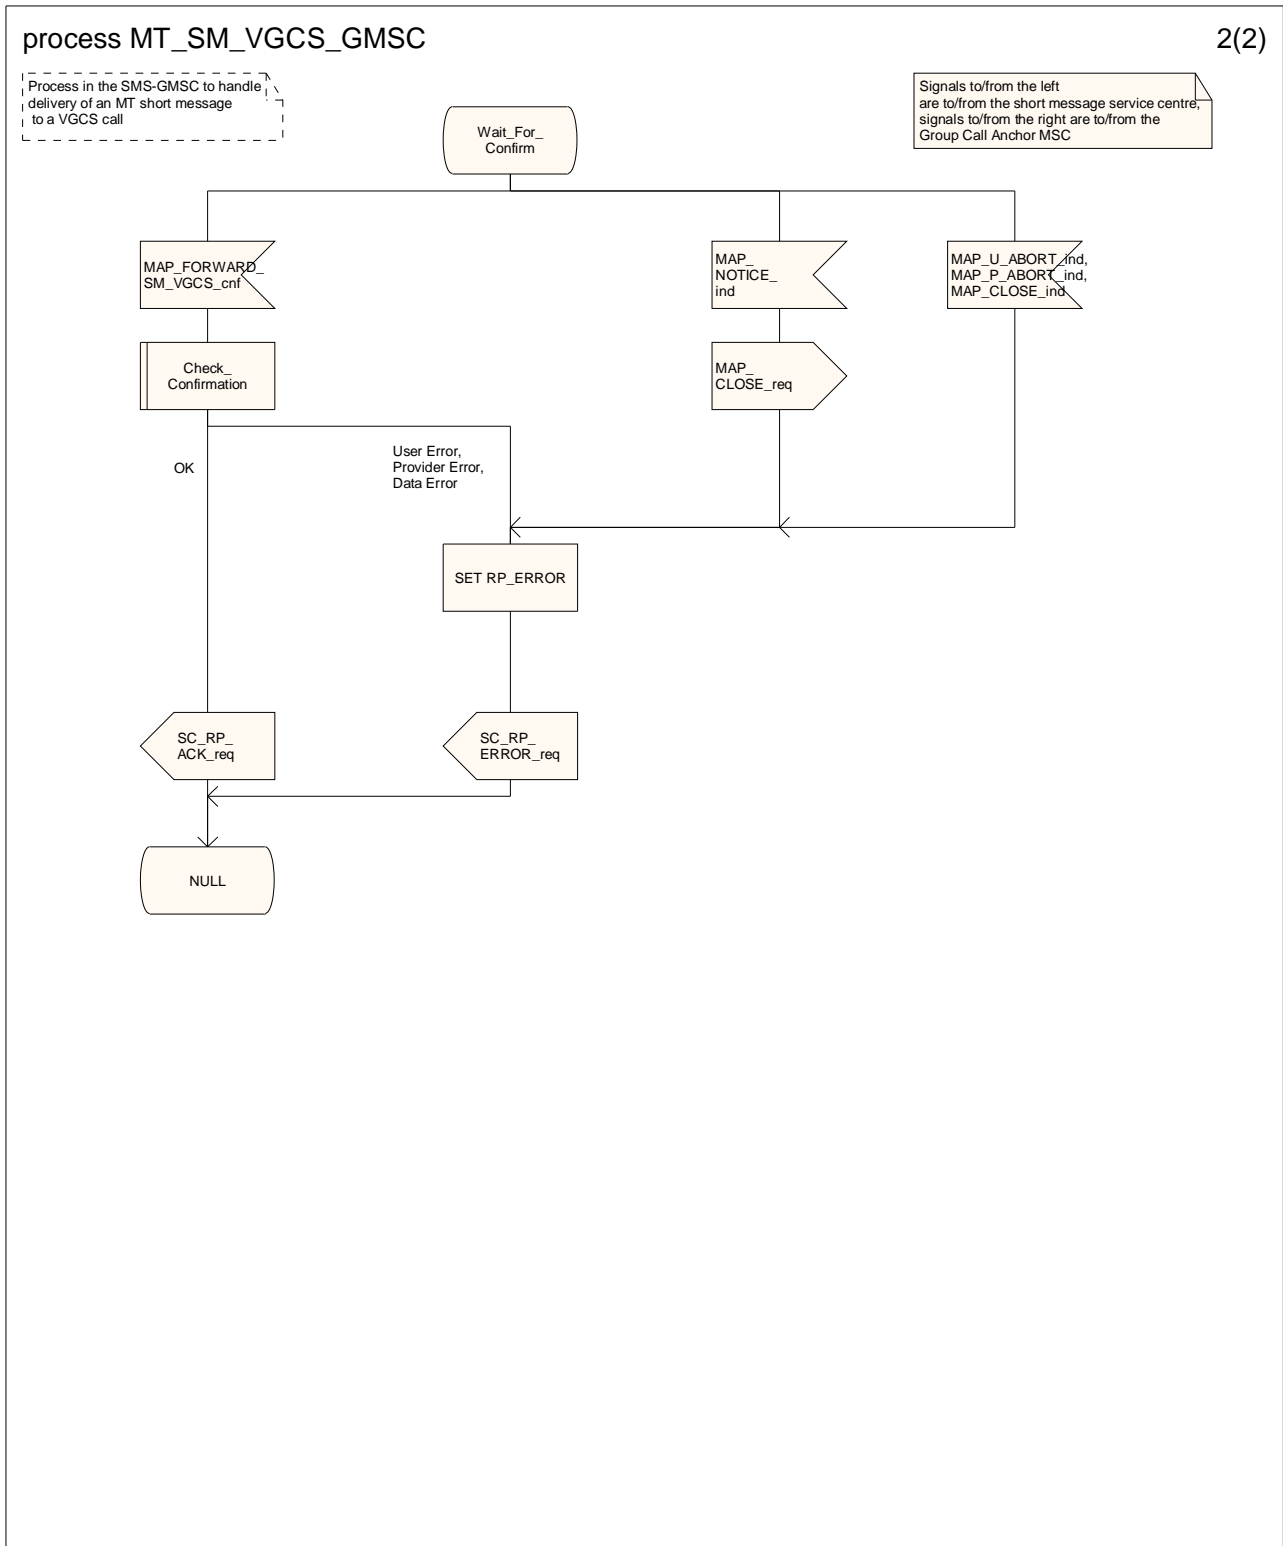 process MT_SM_VGCS_GMSC
2(2)
Process in the SMS-GMSC to handle
delivery of an MT short message
to a VGCS call
Signals to/from the left
are to/from the short message service centre,
signals to/from the right are to/from the
Group Call Anchor MSC
Wait_For_
Confirm
MAP_FORWARD_
SM_VGCS_cnf
MAP_
NOTICE_
ind
MAP_U_ABORT_ind,
MAP_P_ABORT_ind,
MAP_CLOSE_ind
Check_
Confirmation
MAP_
CLOSE_req
OK
User Error,
Provider Error,
Data Error
SET RP_ERROR
SC_RP_
ACK_req
SC_RP_
ERROR_req
NULL